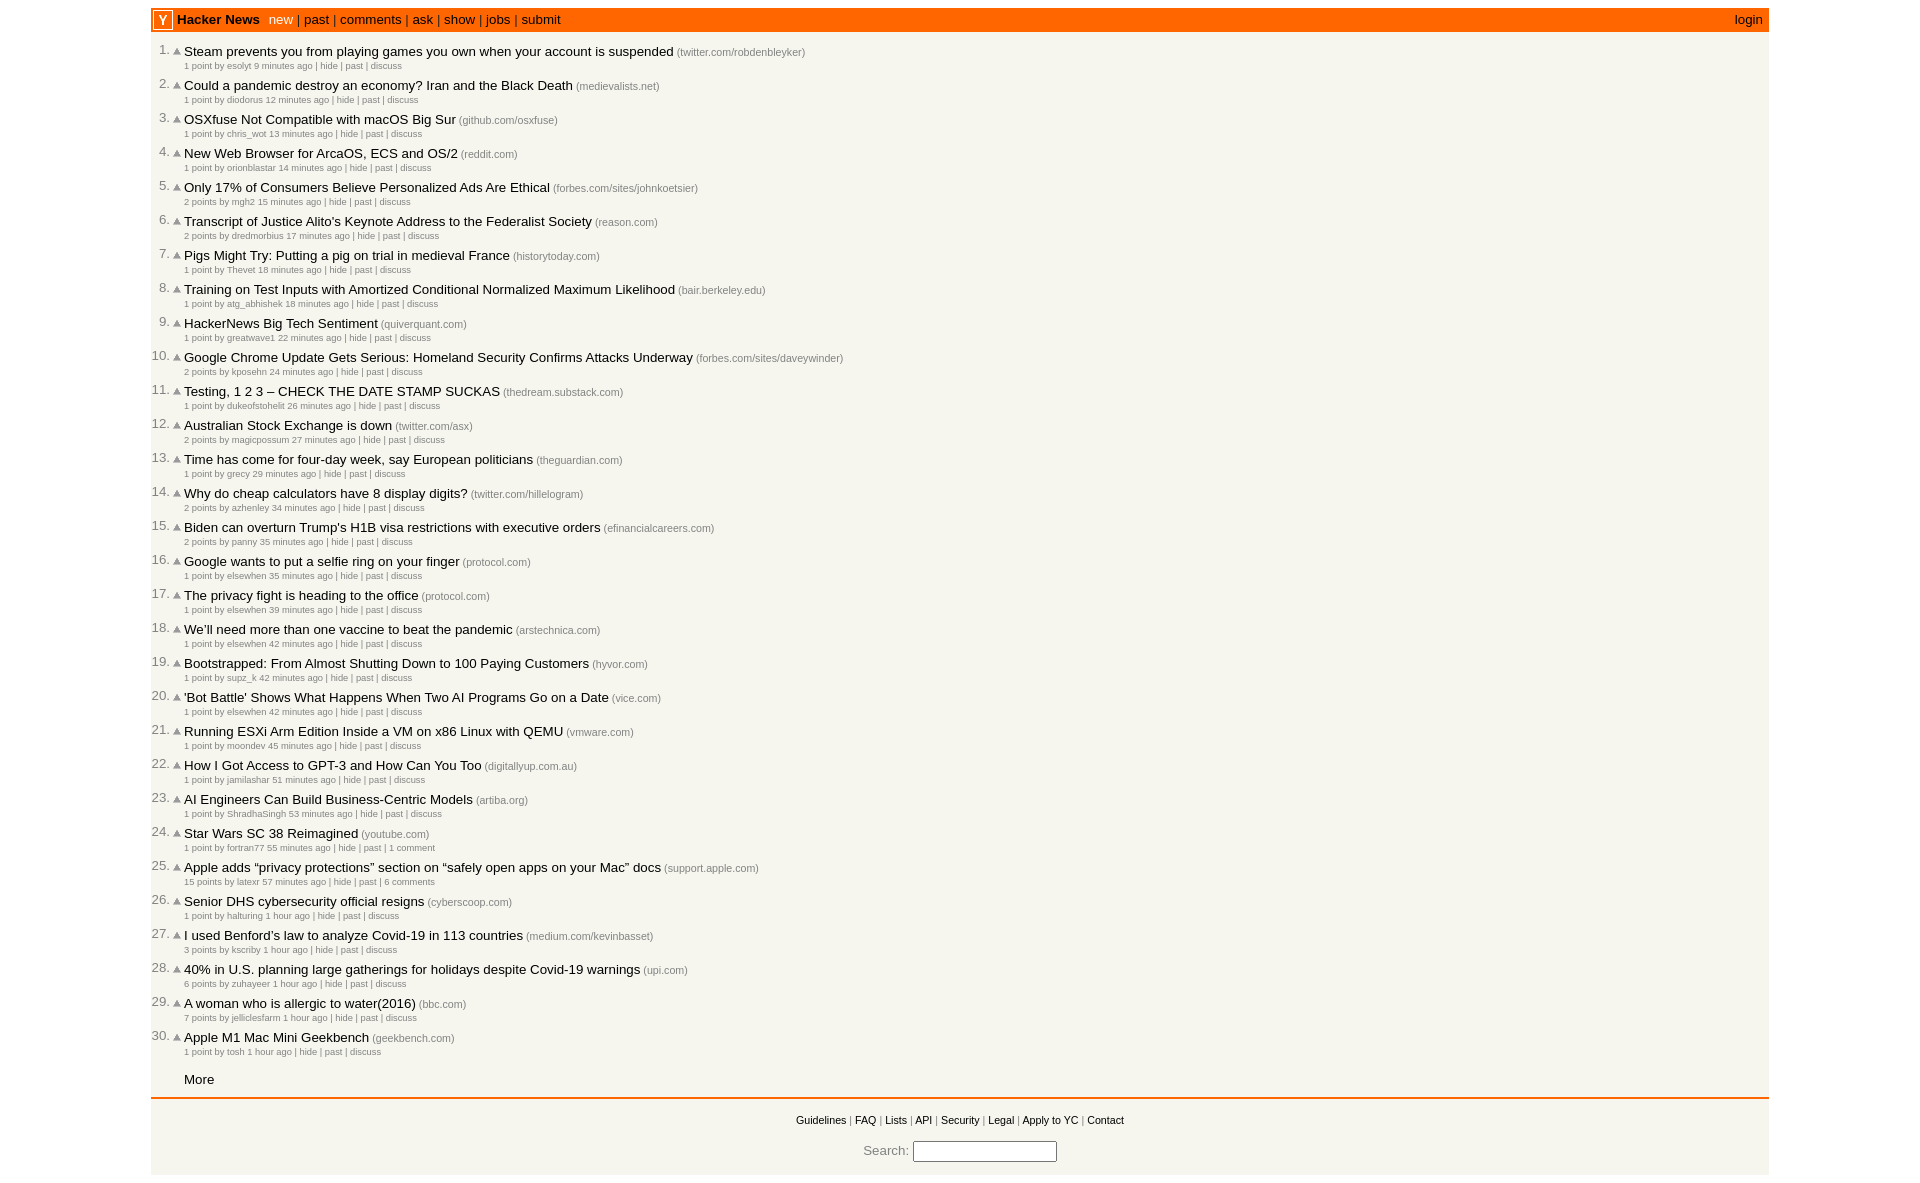 Y Hacker News new | past | comments | ask | show | jobs | submit login
1. Steam prevents you from playing games you own when your account is suspended (twitter.com/robdenbleyker)
1 point by esolyt 9 minutes ago | hide | past | discuss
2. Could a pandemic destroy an economy? Iran and the Black Death (medievalists.net)
1 point by diodorus 12 minutes ago | hide | past | discuss
3. OSXfuse Not Compatible with macOS Big Sur (github.com/osxfuse)
1 point by chris_wot 13 minutes ago | hide | past | discuss
4. New Web Browser for ArcaOS, ECS and OS/2 (reddit.com)
1 point by orionblastar 14 minutes ago | hide | past | discuss
5. Only 17% of Consumers Believe Personalized Ads Are Ethical (forbes.com/sites/johnkoetsier)
2 points by mgh2 15 minutes ago | hide | past | discuss
6. Transcript of Justice Alito's Keynote Address to the Federalist Society (reason.com)
2 points by dredmorbius 17 minutes ago | hide | past | discuss
7. Pigs Might Try: Putting a pig on trial in medieval France (historytoday.com)
1 point by Thevet 18 minutes ago | hide | past | discuss
8. Training on Test Inputs with Amortized Conditional Normalized Maximum Likelihood (bair.berkeley.edu)
1 point by atg_abhishek 18 minutes ago | hide | past | discuss
9. HackerNews Big Tech Sentiment (quiverquant.com)
1 point by greatwave1 22 minutes ago | hide | past | discuss
10. Google Chrome Update Gets Serious: Homeland Security Confirms Attacks Underway (forbes.com/sites/daveywinder)
2 points by kposehn 24 minutes ago | hide | past | discuss
11. Testing, 1 2 3 – CHECK THE DATE STAMP SUCKAS (thedream.substack.com)
1 point by dukeofstohelit 26 minutes ago | hide | past | discuss
12. Australian Stock Exchange is down (twitter.com/asx)
2 points by magicpossum 27 minutes ago | hide | past | discuss
13. Time has come for four-day week, say European politicians (theguardian.com)
1 point by grecy 29 minutes ago | hide | past | discuss
14. Why do cheap calculators have 8 display digits? (twitter.com/hillelogram)
2 points by azhenley 34 minutes ago | hide | past | discuss
15. Biden can overturn Trump's H1B visa restrictions with executive orders (efinancialcareers.com)
2 points by panny 35 minutes ago | hide | past | discuss
16. Google wants to put a selfie ring on your finger (protocol.com)
1 point by elsewhen 35 minutes ago | hide | past | discuss
17. The privacy fight is heading to the office (protocol.com)
1 point by elsewhen 39 minutes ago | hide | past | discuss
18. We’ll need more than one vaccine to beat the pandemic (arstechnica.com)
1 point by elsewhen 42 minutes ago | hide | past | discuss
19. Bootstrapped: From Almost Shutting Down to 100 Paying Customers (hyvor.com)
1 point by supz_k 42 minutes ago | hide | past | discuss
20. 'Bot Battle' Shows What Happens When Two AI Programs Go on a Date (vice.com)
1 point by elsewhen 42 minutes ago | hide | past | discuss
21. Running ESXi Arm Edition Inside a VM on x86 Linux with QEMU (vmware.com)
1 point by moondev 45 minutes ago | hide | past | discuss
22. How I Got Access to GPT-3 and How Can You Too (digitallyup.com.au)
1 point by jamilashar 51 minutes ago | hide | past | discuss
23. AI Engineers Can Build Business-Centric Models (artiba.org)
1 point by ShradhaSingh 53 minutes ago | hide | past | discuss
24. Star Wars SC 38 Reimagined (youtube.com)
1 point by fortran77 55 minutes ago | hide | past | 1 comment
25. Apple adds “privacy protections” section on “safely open apps on your Mac” docs (support.apple.com)
15 points by latexr 57 minutes ago | hide | past | 6 comments
26. Senior DHS cybersecurity official resigns (cyberscoop.com)
1 point by halturing 1 hour ago | hide | past | discuss
27. I used Benford’s law to analyze Covid-19 in 113 countries (medium.com/kevinbasset)
3 points by kscriby 1 hour ago | hide | past | discuss
28. 40% in U.S. planning large gatherings for holidays despite Covid-19 warnings (upi.com)
6 points by zuhayeer 1 hour ago | hide | past | discuss
29. A woman who is allergic to water(2016) (bbc.com)
7 points by jelliclesfarm 1 hour ago | hide | past | discuss
30. Apple M1 Mac Mini Geekbench (geekbench.com)
1 point by tosh 1 hour ago | hide | past | discuss
More
Guidelines | FAQ | Lists | API | Security | Legal | Apply to YC | Contact
Search: